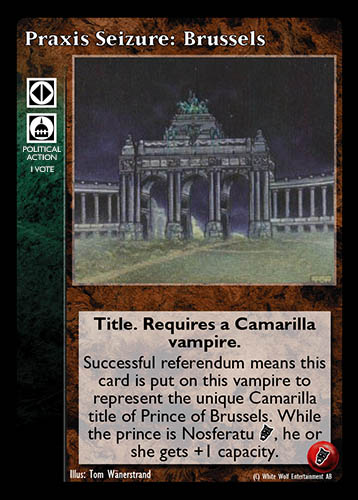 Praxis Seizure: Brussels
POLITICAL
ACTION
1 VOTE
Title. Requires a Camarilla
vampire.
Successful referendum means this
card is put on this vampire to
represent the unique Camarilla
title of Prince of Brussels. While
the prince is Nosferatu , he or
she gets +1 capacity.
Illus: Tom Wänerstrand
(C) White Wolf Entertainment AB